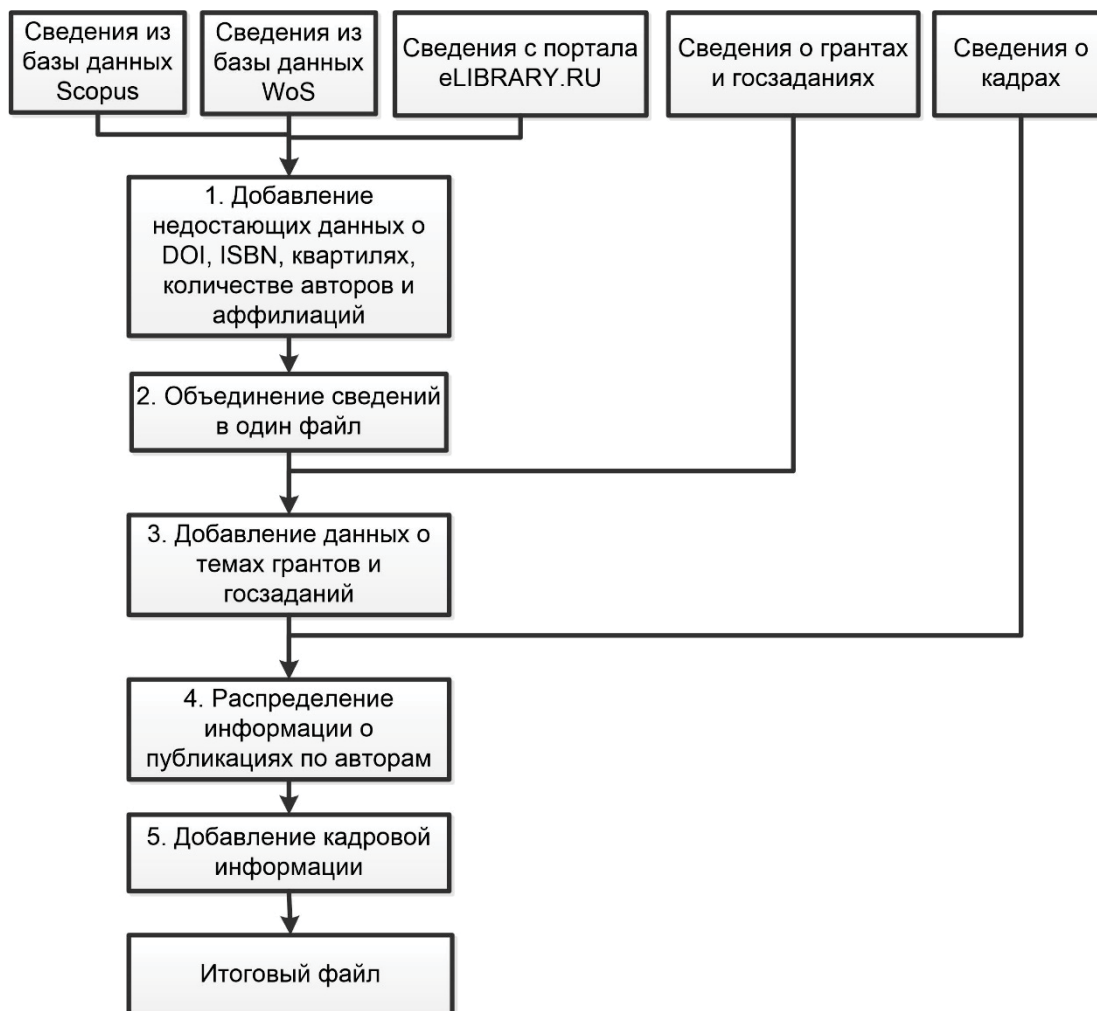 Сведения из
базы данных
Scopus
Сведения из
базы данных
WoS
Сведения с портала
eLIBRARY.RU
Сведения о грантах
и госзаданиях
Сведения о
кадрах
1. Добавление
недостающих данных о
DOI, ISBN, квартилях,
количестве авторов и
аффилиаций
2. Объединение сведений
в один файл
3. Добавление данных о
темах грантов и
госзаданий
4. Распределение
информации о
публикациях по авторам
5. Добавление кадровой
информации
Итоговый файл